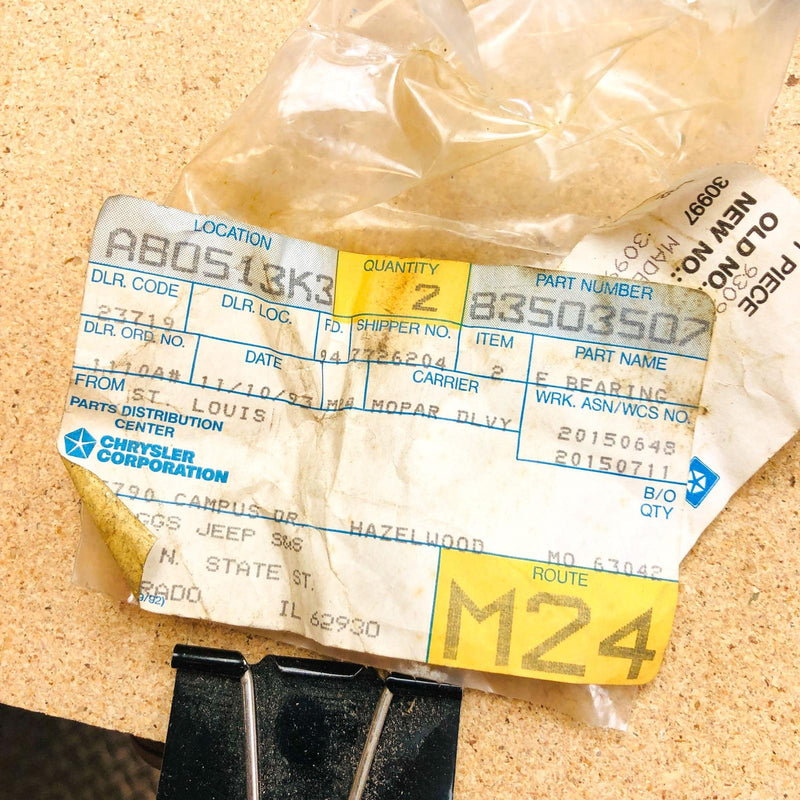 LOCATION
AB0513K3
QUANTITY
2
PART NUMBER
83503507
DLR. CODE
23719
DLR. LOC.
FD.
94
SHIPPER NO.
7726204
ITEM
2
PART NAME
E BEARING
DLR. ORD. NO.
1110A#
DATE
11/10/93
CARRIER
MOPAR DLVY
WRK. ASN/WCS NO.
20150648
20150711
FROM
ST. LOUIS
PARTS DISTRIBUTION
CENTER
CHRYSLER
CORPORATION
B/O
QTY
CAMPUS DR. HAZELWOOD MO 63042
JEEP
N. STATE ST.
IL 62930
ROUTE
M24
PIECE
OLD NO.
NEW NO.:
30997